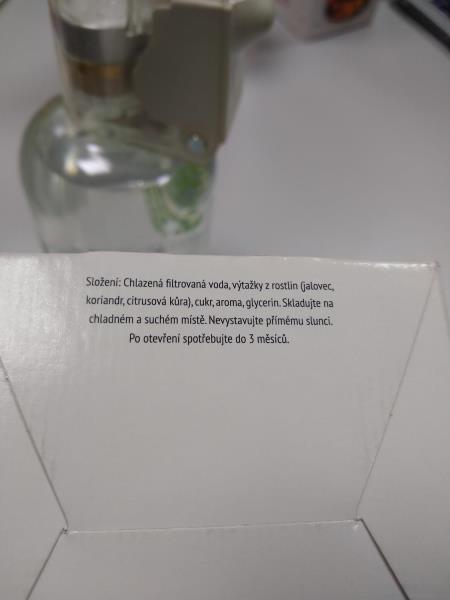 Složení: Chlazená filtrovaná voda, výtažky z rostlin (jalovec,
koriandr, citrusová kůra), cukr, aroma, glycerin. Skladujte na
chladném a suchém místě. Nevystavujte přímému slunci.
Po otevření spotřebujte do 3 měsíců.